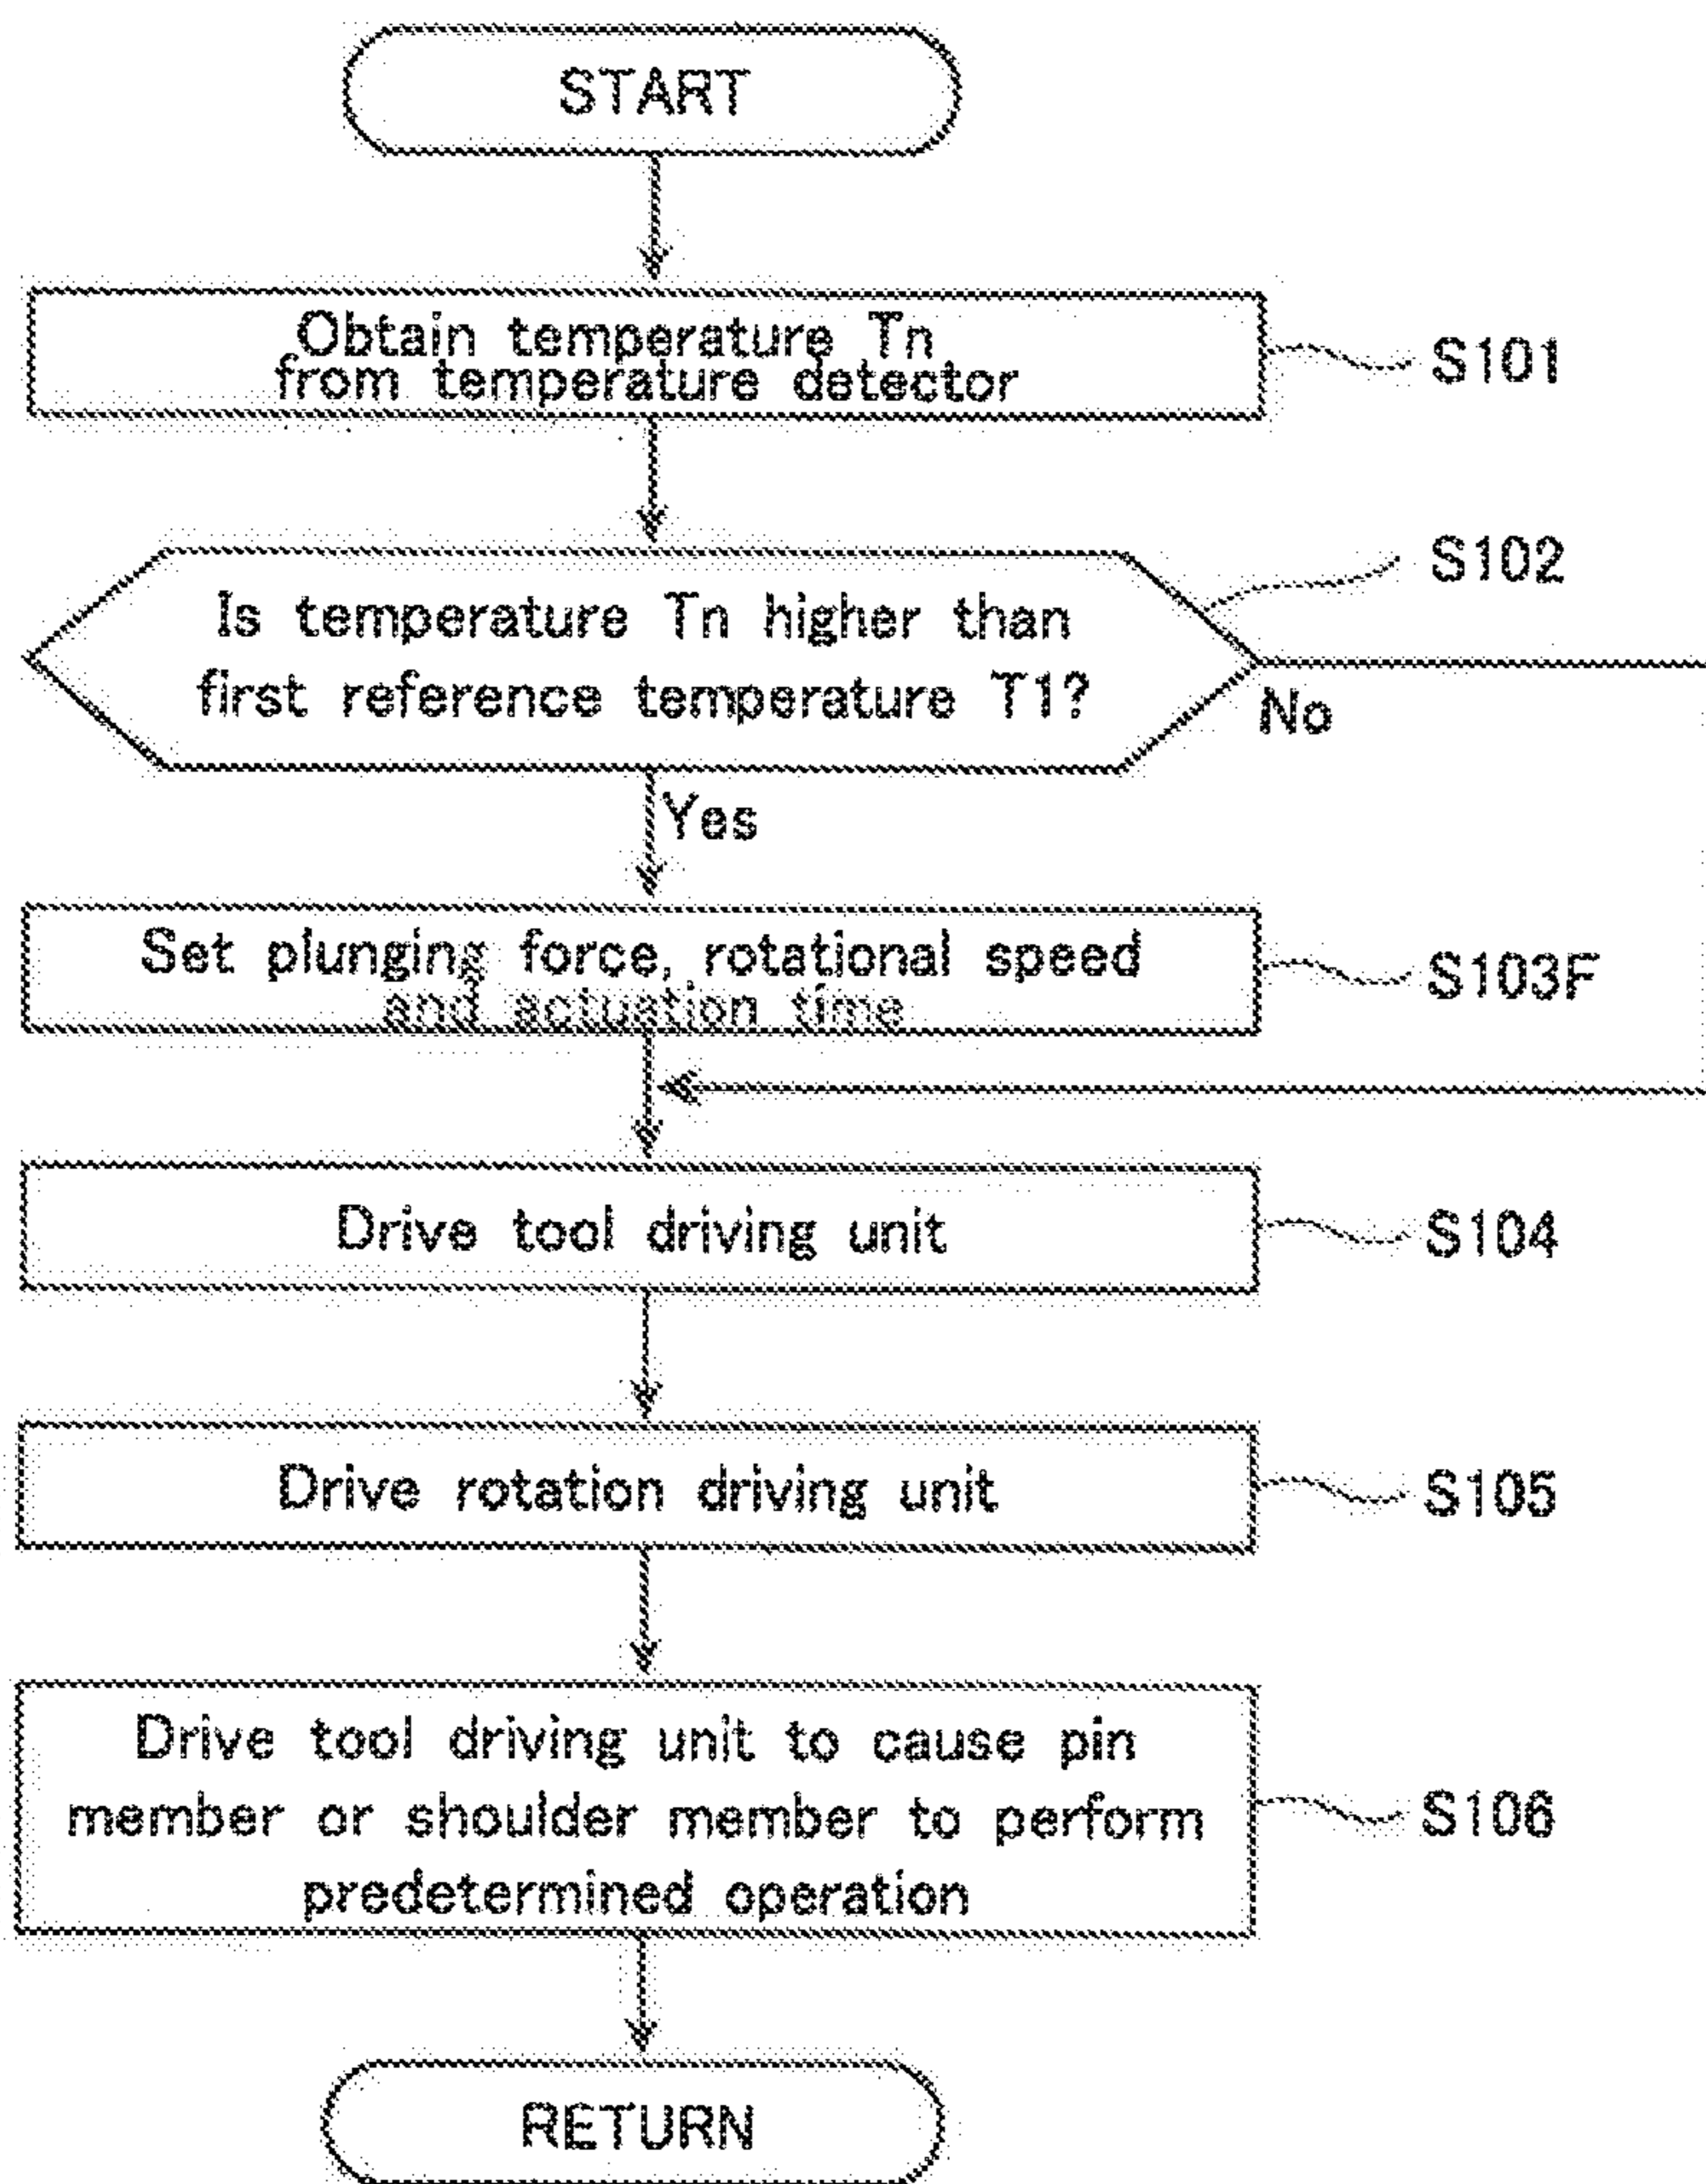 START
Obtain temperature Tn
from temperature detector
S101
S102
Is temperature Tn higher than
first reference temperature T1?
No
Yes
Set plunging force, rotational speed
and actuation time
S103F
Drive tool driving unit
S104
Drive rotation driving unit
S105
Drive tool driving unit to cause pin
member or shoulder member to perform
predetermined operation
S106
RETURN